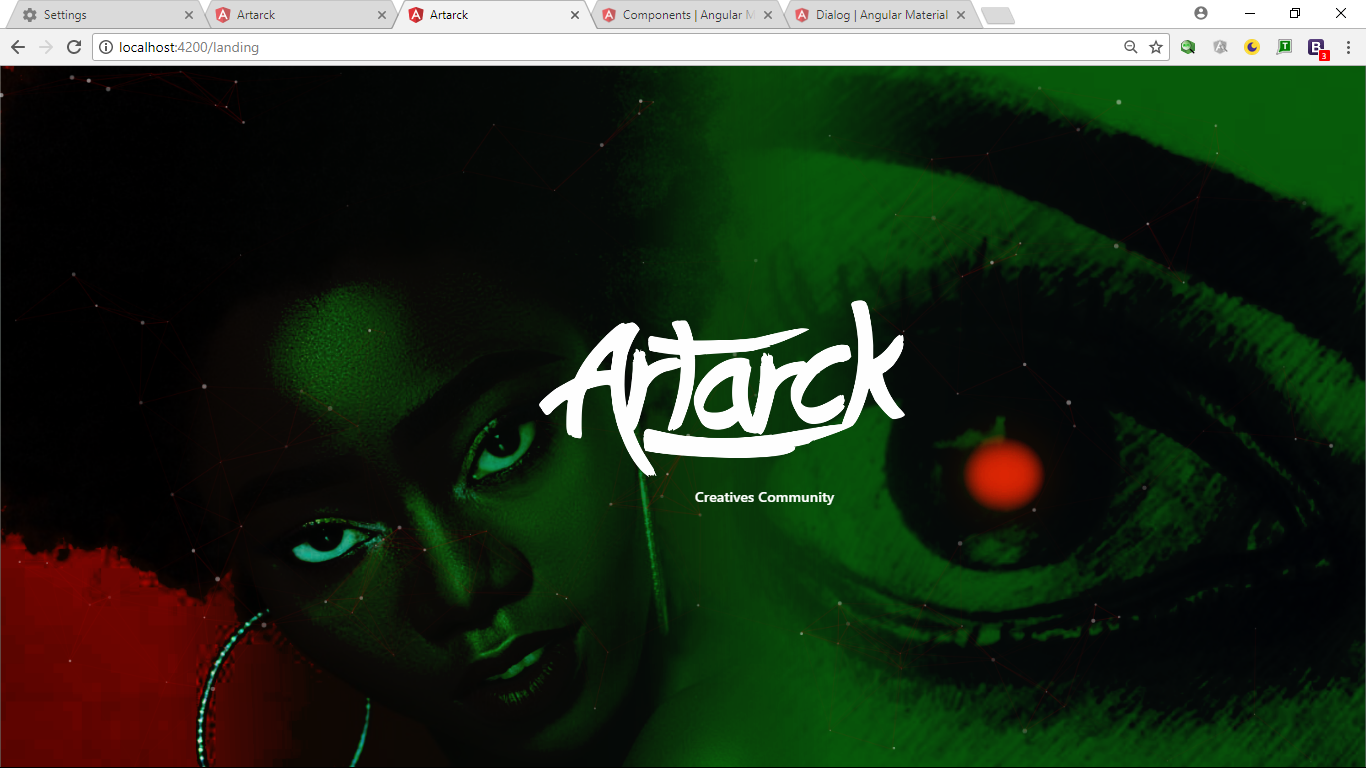 Settings
Artarck
Artarck
Components | Angular M
Dialog | Angular Material
localhost:4200/landing
T
B
3
Artarck
Creatives Community